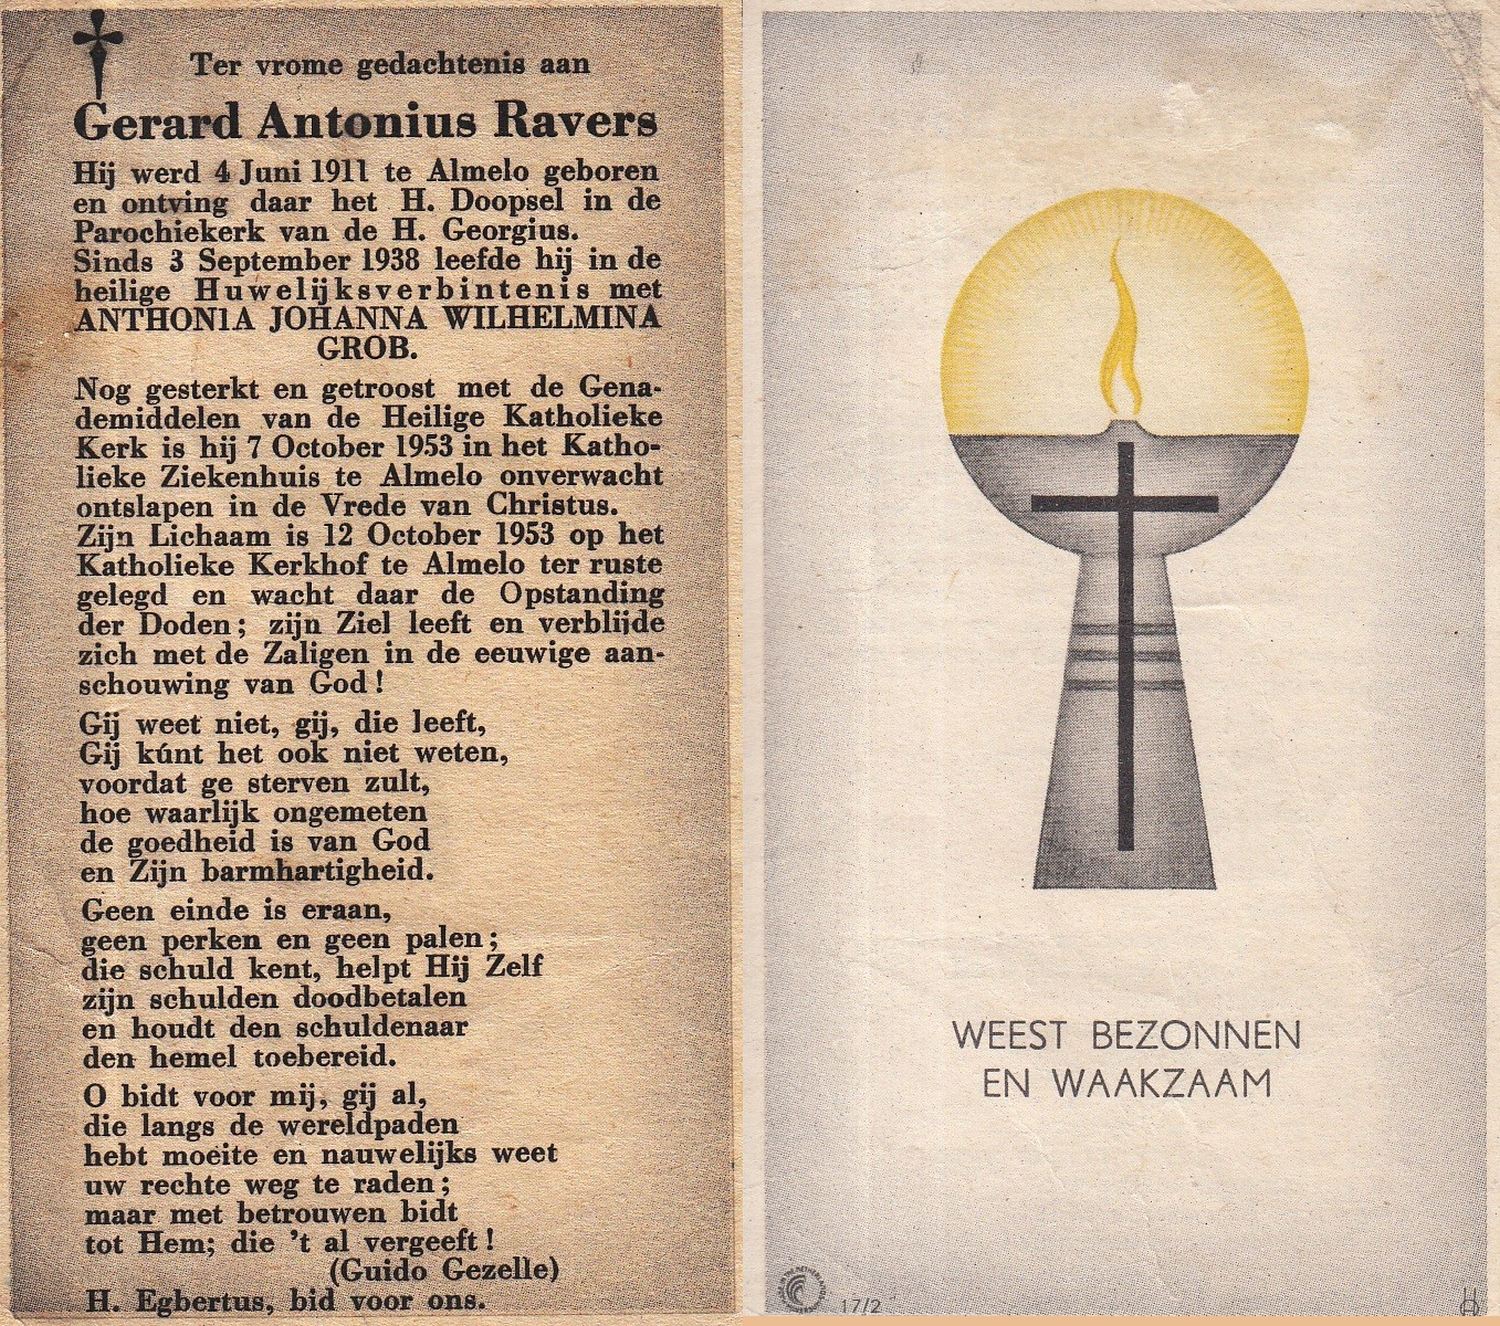 Ter vrome gedachtenis aan
Gerard Antonius Ravers
Hij werd 4 Juni 1911 te Almelo geboren
en ontving daar het H. Doopsel in de
Parochiekerk van de H. Georgius.
Sinds 3 September 1938 leefde hij in de
heilige Huwelijksverbintenis met
ANTHON1A JOHANNA WILHELMINA
GROB.
Nog gesterkt en getroost met de Gena-
demiddelen van de Heilige Katholieke
Kerk is hij 7 October 1953 in het Katho-
lieke Ziekenhuis te Almelo onverwacht
ontslapen in de Vrede van Christus.
Zijn Lichaam is 12 October 1953 op het
Katholieke Kerkhof te Almelo ter ruste
gelegd en wacht daar de Opstanding
der Doden; zijn Ziel leeft en verblijde
zich met de Zaligen in de eeuwige aan-
schouwing van God!
Gij weet niet, gij, die leeft,
Gij kúnt het ook niet weten,
voordat ge sterven zult,
hoe waarlijk ongemeten
de goedheid is van God
en Zijn barmhartigheid.
Geen einde is eraan,
geen perken en geen palen;
die schuld kent, helpt Hij Zelf
zijn schulden doodbetalen
en houdt den schuldenaar
den hemel toebereid.
O bidt voor mij, gij al,
die langs de wereldpaden
hebt moeite en nauwelijks weet
uw rechte weg te raden;
maar met betrouwen bidt
tot Hem; die 't al vergeeft!
(Guido Gezelle)
H. Egbertus, bid voor ons.
WEEST BEZONNEN
EN WAAKZAAM
17/2